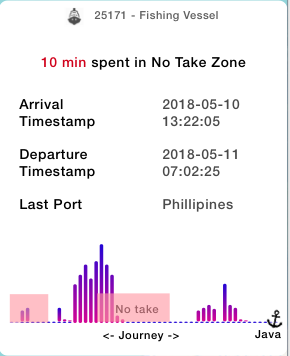 25171 - Fishing Vessel
10 min spent in No Take Zone
Arrival 2018-05-10
Timestamp 13:22:05
Departure 2018-05-11
Timestamp 07:02:25
Last Port Phillipines
No take
<- Journey -> Java